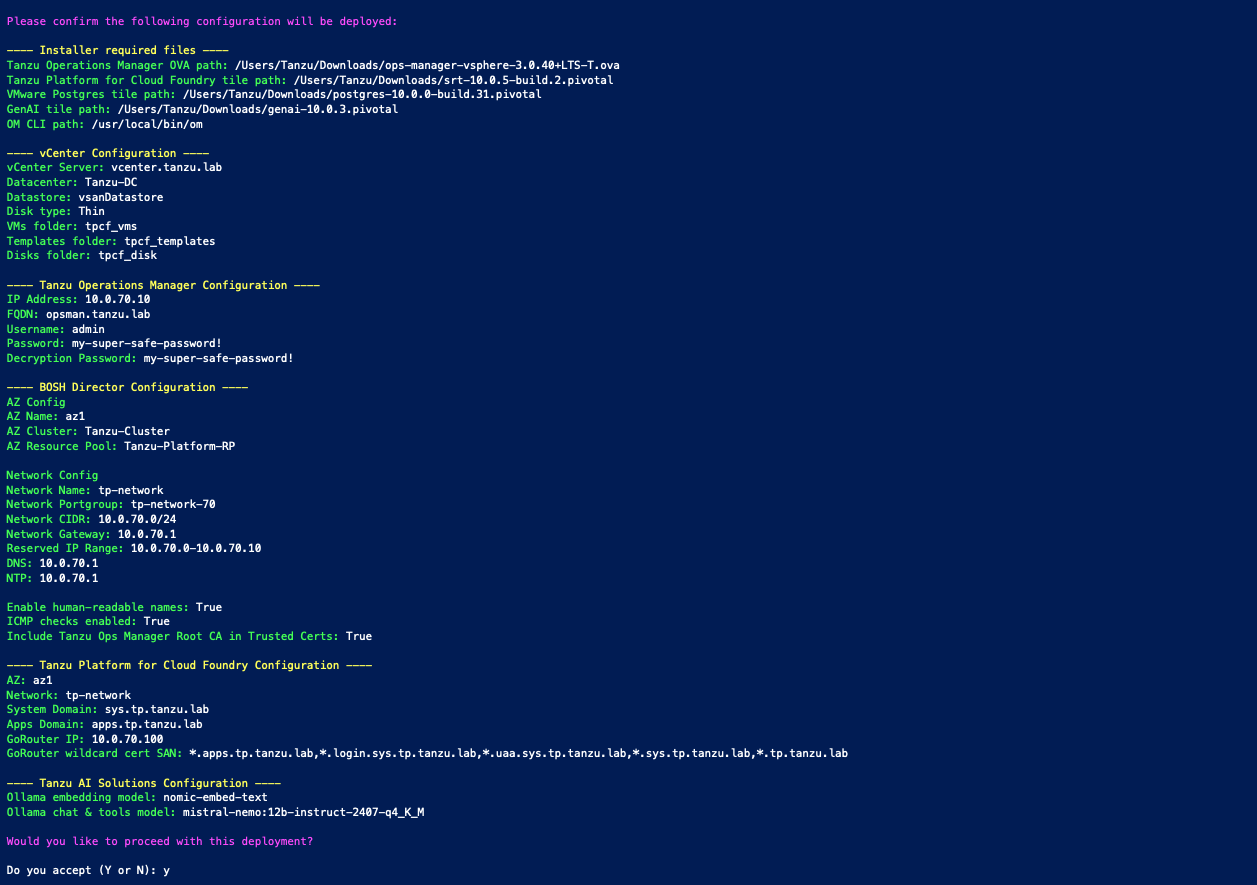 Please confirm the following configuration will be deployed:
---- Installer required files ----
Tanzu Operations Manager OVA path: /Users/Tanzu/Downloads/ops-manager-vsphere-3.0.40+LTS-T.ova
Tanzu Platform for Cloud Foundry tile path: /Users/Tanzu/Downloads/srt-10.0.5-build.2.pivotal
VMware Postgres tile path: /Users/Tanzu/Downloads/postgres-10.0.0-build.31.pivotal
GenAI tile path: /Users/Tanzu/Downloads/genai-10.0.3.pivotal
OM CLI path: /usr/local/bin/om
---- vCenter Configuration ----
vCenter Server: vcenter.tanzu.lab
Datacenter: Tanzu-DC
Datastore: vsanDatastore
Disk type: Thin
VMs folder: tpcf_vms
Templates folder: tpcf_templates
Disks folder: tpcf_disk
---- Tanzu Operations Manager Configuration ----
IP Address: 10.0.70.10
FQDN: opsman.tanzu.lab
Username: admin
Password: my-super-safe-password!
Decryption Password: my-super-safe-password!
---- BOSH Director Configuration ----
AZ Config
AZ Name: az1
AZ Cluster: Tanzu-Cluster
AZ Resource Pool: Tanzu-Platform-RP
Network Config
Network Name: tp-network
Network Portgroup: tp-network-70
Network CIDR: 10.0.70.0/24
Network Gateway: 10.0.70.1
Reserved IP Range: 10.0.70.0-10.0.70.10
DNS: 10.0.70.1
NTP: 10.0.70.1
Enable human-readable names: True
ICMP checks enabled: True
Include Tanzu Ops Manager Root CA in Trusted Certs: True
---- Tanzu Platform for Cloud Foundry Configuration ----
AZ: az1
Network: tp-network
System Domain: sys.tp.tanzu.lab
Apps Domain: apps.tp.tanzu.lab
GoRouter IP: 10.0.70.100
GoRouter wildcard cert SAN: *.apps.tp.tanzu.lab,*.login.sys.tp.tanzu.lab,*.uaa.sys.tp.tanzu.lab,*.sys.tp.tanzu.lab,*.tp.tanzu.lab
---- Tanzu AI Solutions Configuration ----
Ollama embedding model: nomic-embed-text
Ollama chat & tools model: mistral-nemo:12b-instruct-2407-q4_K_M
Would you like to proceed with this deployment?
Do you accept (Y or N): y